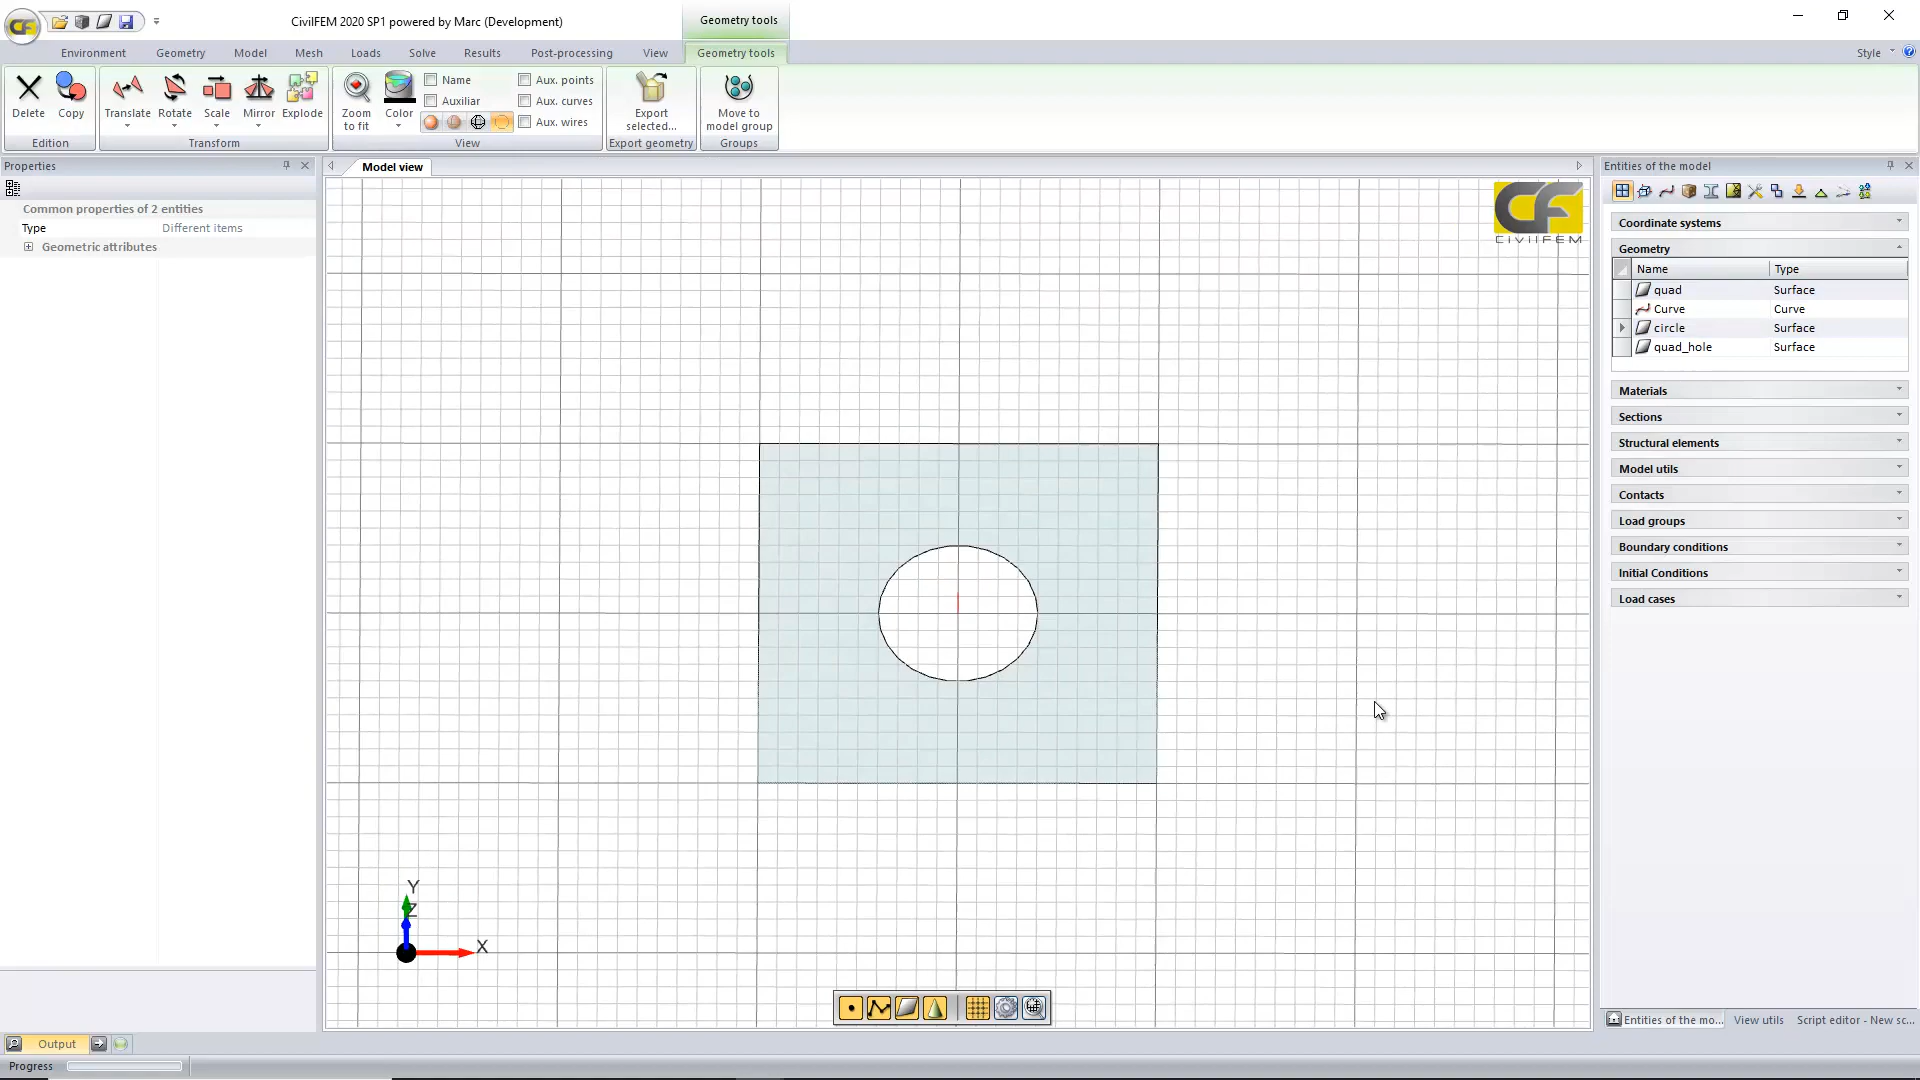 CivilFEM 2020 SP1 powered by Marc (Development)
Geometry tools
Environment Geometry Model Mesh Loads Solve Results Post-processing View Geometry tools
Style
Delete Copy
Edition
Translate Rotate Scale Mirror Explode
Transform
Zoom to fit
Color
Name
Auxiliar
Aux. points
Aux. curves
Aux. wires
View
Export selected...
Export geometry
Move to model group
Groups
Properties
Common properties of 2 entities
Type Different items
Geometric attributes
Model view
CF
CIVILFEM
Y
Z
X
Entities of the model
Coordinate systems
Geometry
Name Type
quad Surface
Curve Curve
circle Surface
quad_hole Surface
Materials
Sections
Structural elements
Model utils
Contacts
Load groups
Boundary conditions
Initial Conditions
Load cases
Entities of the mo... View utils Script editor - New sc...
Output
Progress